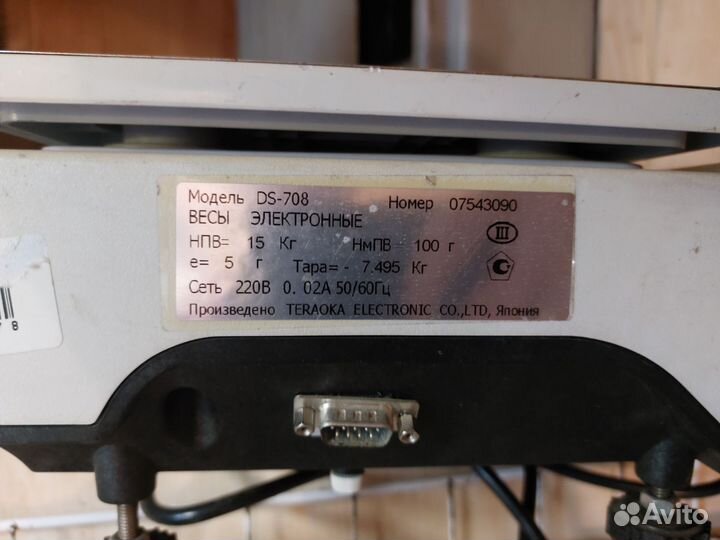 Модель DS-708 Номер 07543090
ВЕСЫ ЭЛЕКТРОННЫЕ
НПВ= 15 Кг НмПВ= 100 г
III
e= 5 г Тара=- 7.495 Кг
Сеть 220В 0. 02А 50/60Гц
Произведено TERAOKA ELECTRONIC CO.,LTD, Япония
Avito